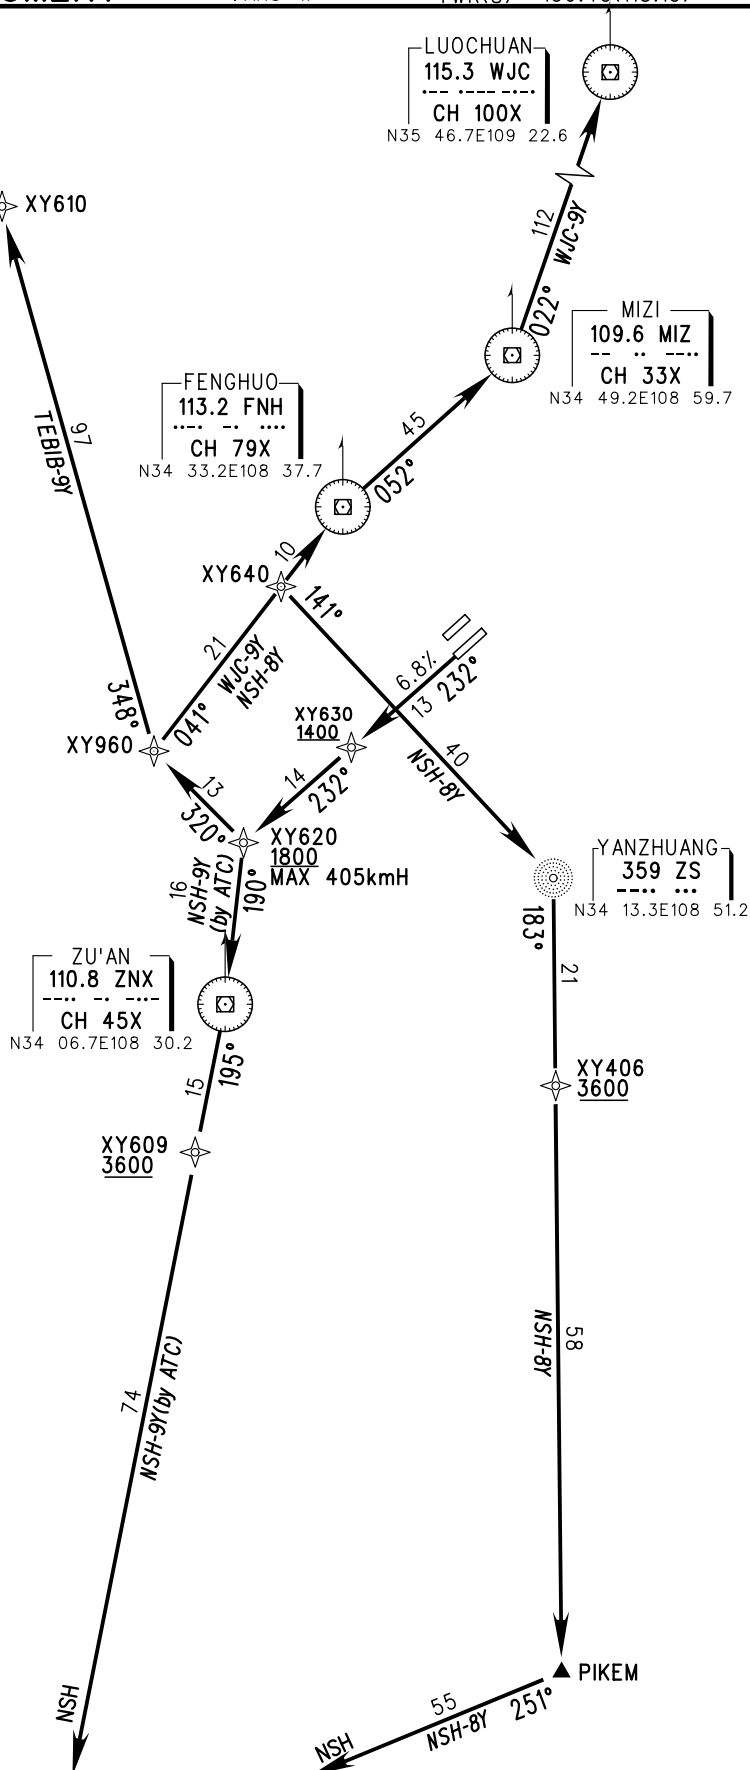 LUOCHUAN
115.3 WJC
CH 100X
N35 46.7E109 22.6
XY610
112
WJC-9Y
022°
MIZI
109.6 MIZ
CH 33X
N34 49.2E108 59.7
FENGHUO
113.2 FNH
CH 79X
N34 33.2E108 37.7
97
TEBIB-9Y
45
052°
10
XY640
141°
21
WJC-9Y
NSH-8Y
6.8%
13 232°
348°
041°
XY960
XY630
1400
40
NSH-8Y
13
320°
14
232°
XY620
1800
MAX 405kmH
16
NSH-9Y
(by ATC)
190°
YANZHUANG
359 ZS
N34 13.3E108 51.2
183°
21
ZU'AN
110.8 ZNX
CH 45X
N34 06.7E108 30.2
15
195°
XY406
3600
XY609
3600
58
NSH-8Y
74
NSH-9Y(by ATC)
NSH
PIKEM
55
NSH-8Y
251°
NSH